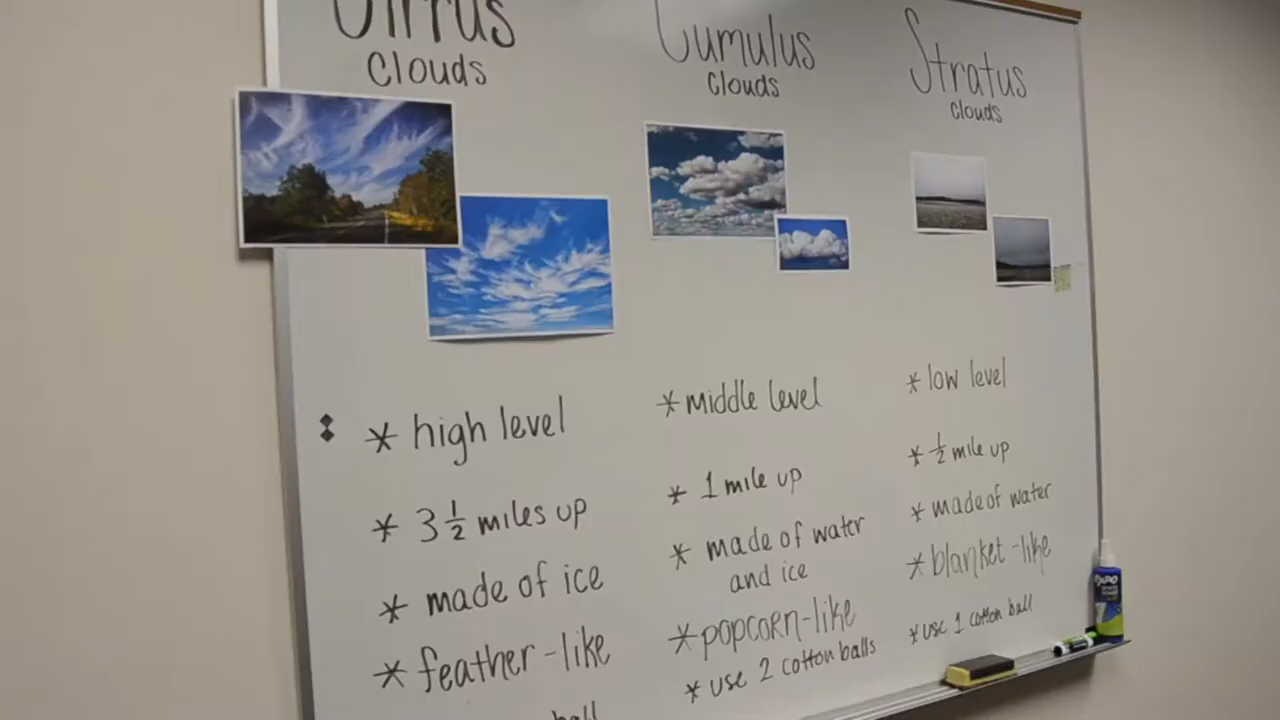 Cirrus
Clouds
* high level
* 3 1/2 miles up
* made of ice
* feather-like
ball
Cumulus
Clouds
* middle level
* 1 mile up
* made of water
and ice
* popcorn-like
* use 2 cotton balls
Stratus
Clouds
* low level
* 1/2 mile up
* made of water
* blanket-like
* use 1 cotton ball
EXPO